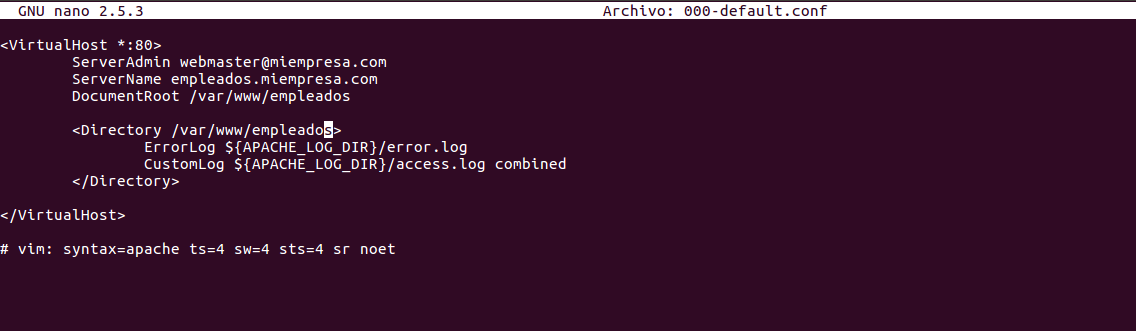 GNU nano 2.5.3 Archivo: 000-default.conf
<VirtualHost *:80>
ServerAdmin webmaster@miempresa.com
ServerName empleados.miempresa.com
DocumentRoot /var/www/empleados
<Directory /var/www/empleados>
ErrorLog ${APACHE_LOG_DIR}/error.log
CustomLog ${APACHE_LOG_DIR}/access.log combined
</Directory>
</VirtualHost>
# vim: syntax=apache ts=4 sw=4 sts=4 sr noet